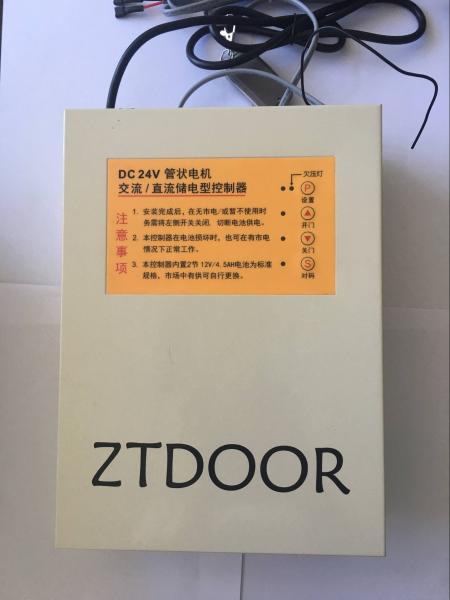 DC 24V 管状电机
交流 / 直流储电型控制器
注意事项
1. 安装完成后，在无市电/或暂不使用时
务需将左侧开关关闭, 切断电池供电。
2. 本控制器在电池损坏时，也可在有市电
情况下正常工作。
3. 本控制器内置2节 12V/4.5AH电池为标准
规格，市场中有供可自行更换。
欠压灯
P
设置
开门
关门
S
对码
ZTDOOR